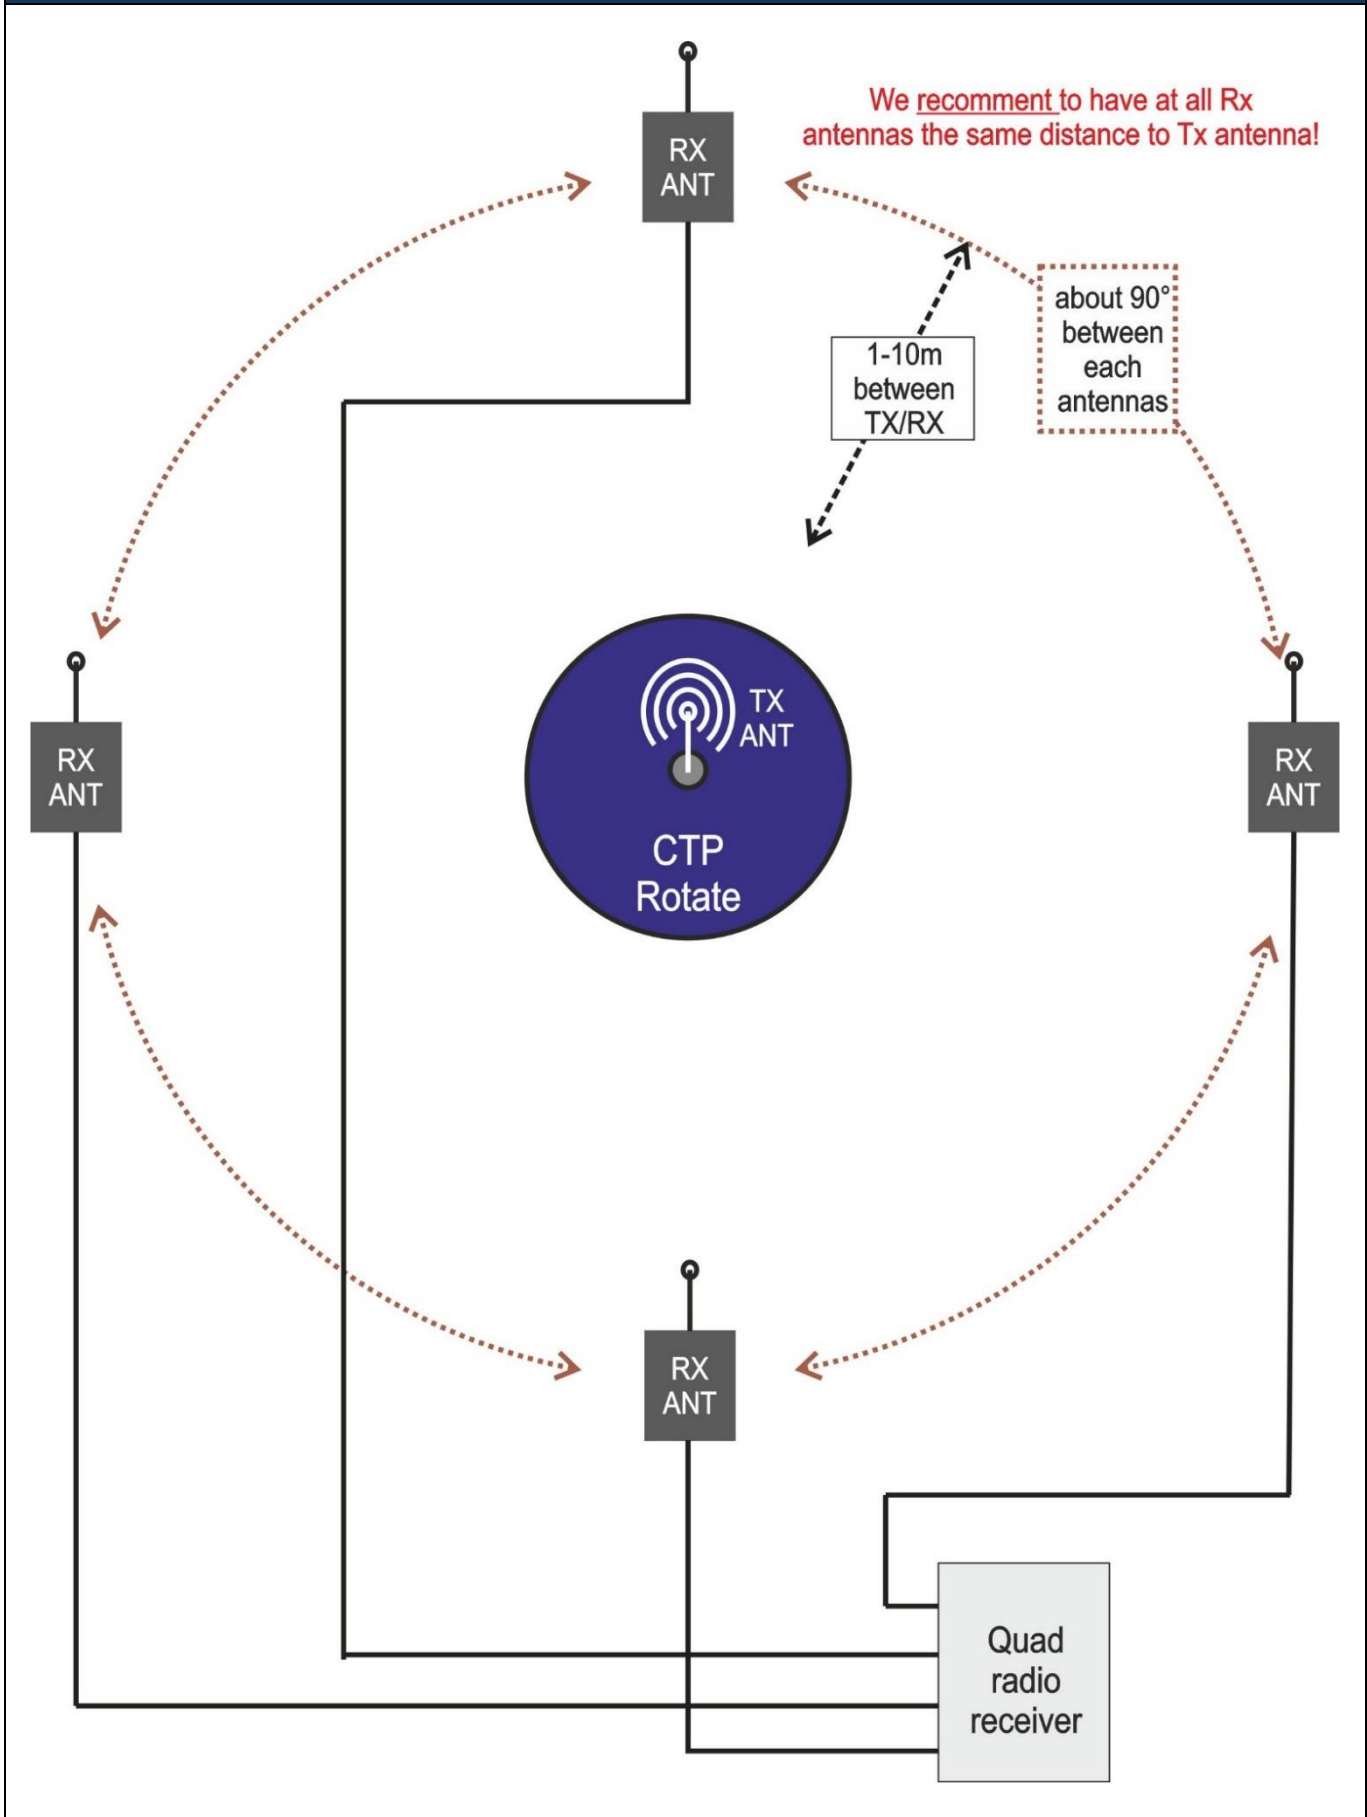 We recomment to have at all Rx
antennas the same distance to Tx antenna!
RX
ANT
about 90°
between
each
antennas
1-10m
between
TX/RX
TX
ANT
CTP
Rotate
RX
ANT
RX
ANT
RX
ANT
Quad
radio
receiver